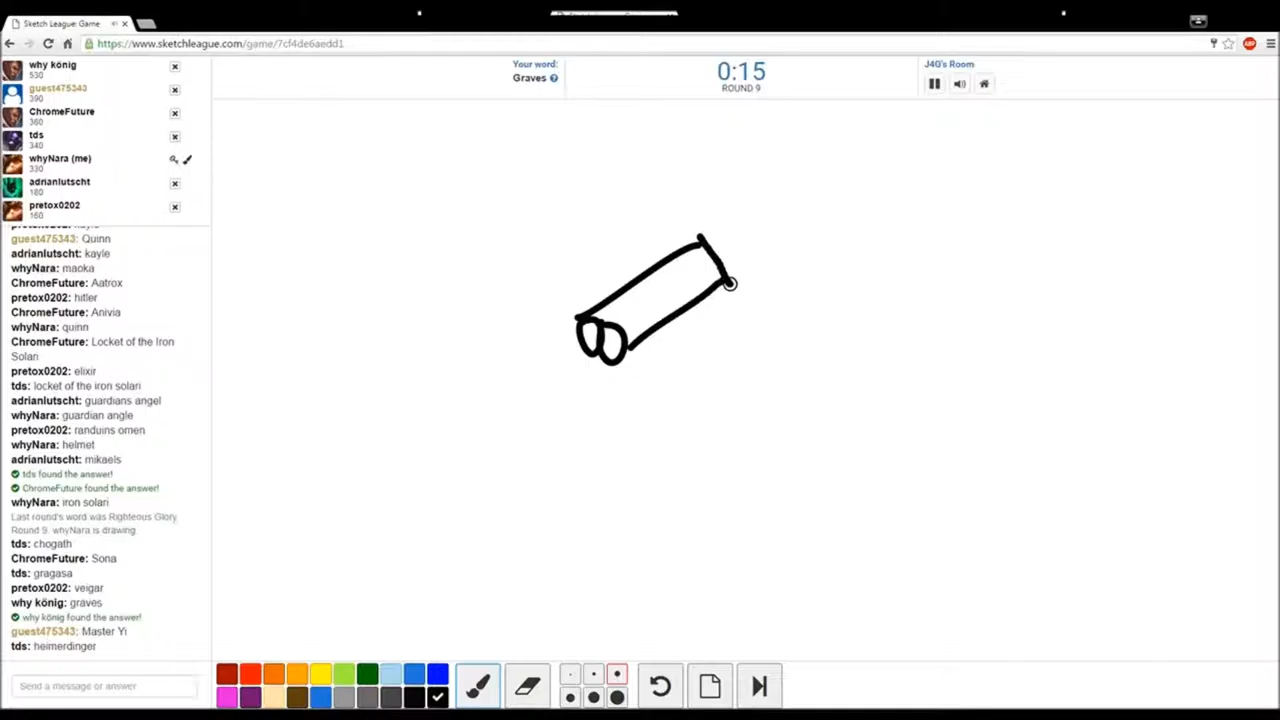 Sketch League: Game
https://www.sketchleague.com/game/7cf4de6aedd1
why könig
530
guest475343
390
ChromeFuture
360
tds
340
whyNara (me)
330
adrianlutscht
180
pretox0202
160
Your word:
Graves
0:15
ROUND 9
J4G's Room
guest475343: Quinn
adrianlutscht: kayle
whyNara: maoka
ChromeFuture: Aatrox
pretox0202: hitler
ChromeFuture: Anivia
whyNara: quinn
ChromeFuture: Locket of the Iron
Solari
pretox0202: elixir
tds: locket of the iron solari
adrianlutscht: guardians angel
whyNara: guardian angle
pretox0202: randuins omen
whyNara: helmet
adrianlutscht: mikaels
tds found the answer!
ChromeFuture found the answer!
whyNara: iron solari
Last round's word was Righteous Glory
Round 9. whyNara is drawing
tds: chogath
ChromeFuture: Sona
tds: gragasa
pretox0202: veigar
why könig: graves
why könig found the answer!
guest475343: Master Yi
tds: heimerdinger
Send a message or answer